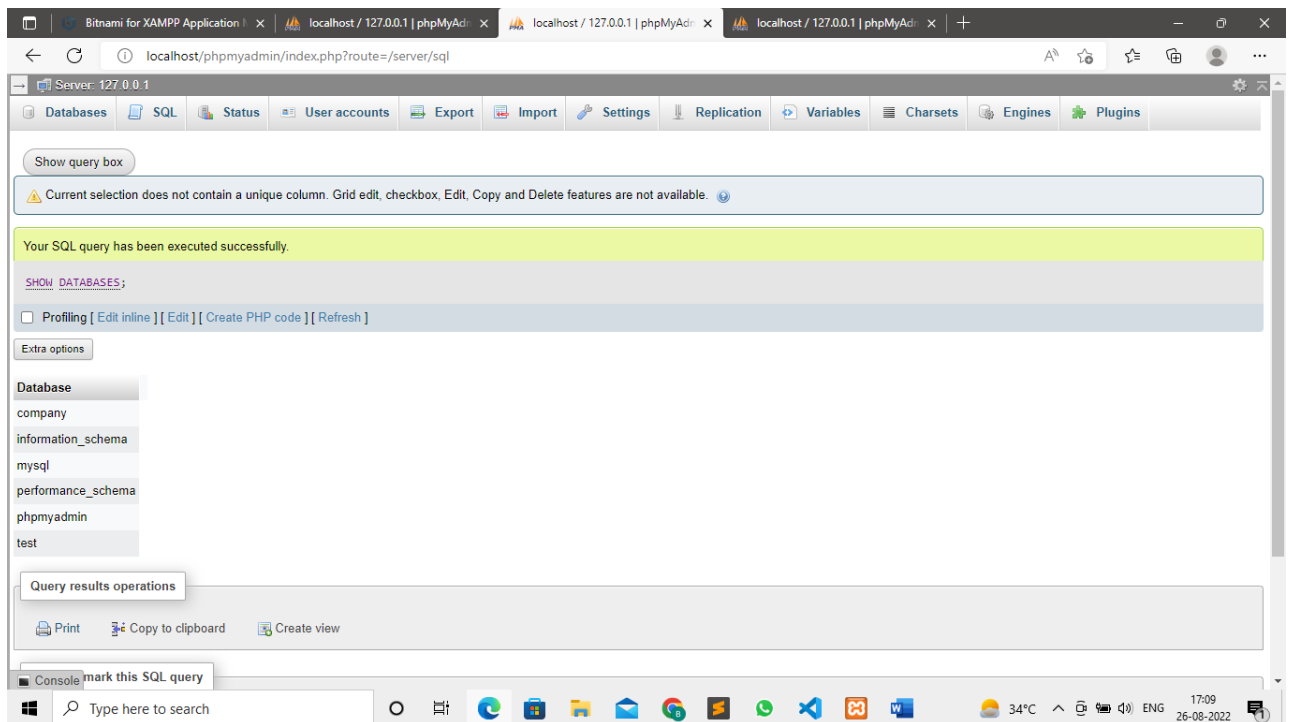 Bitnami for XAMPP Application
localhost / 127.0.0.1 | phpMyAdr
localhost / 127.0.0.1 | phpMyAdr
localhost / 127.0.0.1 | phpMyAdr
localhost/phpmyadmin/index.php?route=/server/sql
Server: 127.0.0.1
Databases SQL Status User accounts Export Import Settings Replication Variables Charsets Engines Plugins
Show query box
Current selection does not contain a unique column. Grid edit, checkbox, Edit, Copy and Delete features are not available.
Your SQL query has been executed successfully.
SHOW DATABASES;
Profiling [ Edit inline ] [ Edit ] [ Create PHP code ] [ Refresh ]
Extra options
Database
company
information_schema
mysql
performance_schema
phpmyadmin
test
Query results operations
Print Copy to clipboard Create view
Console mark this SQL query
Type here to search 34°C ENG 17:09
26-08-2022